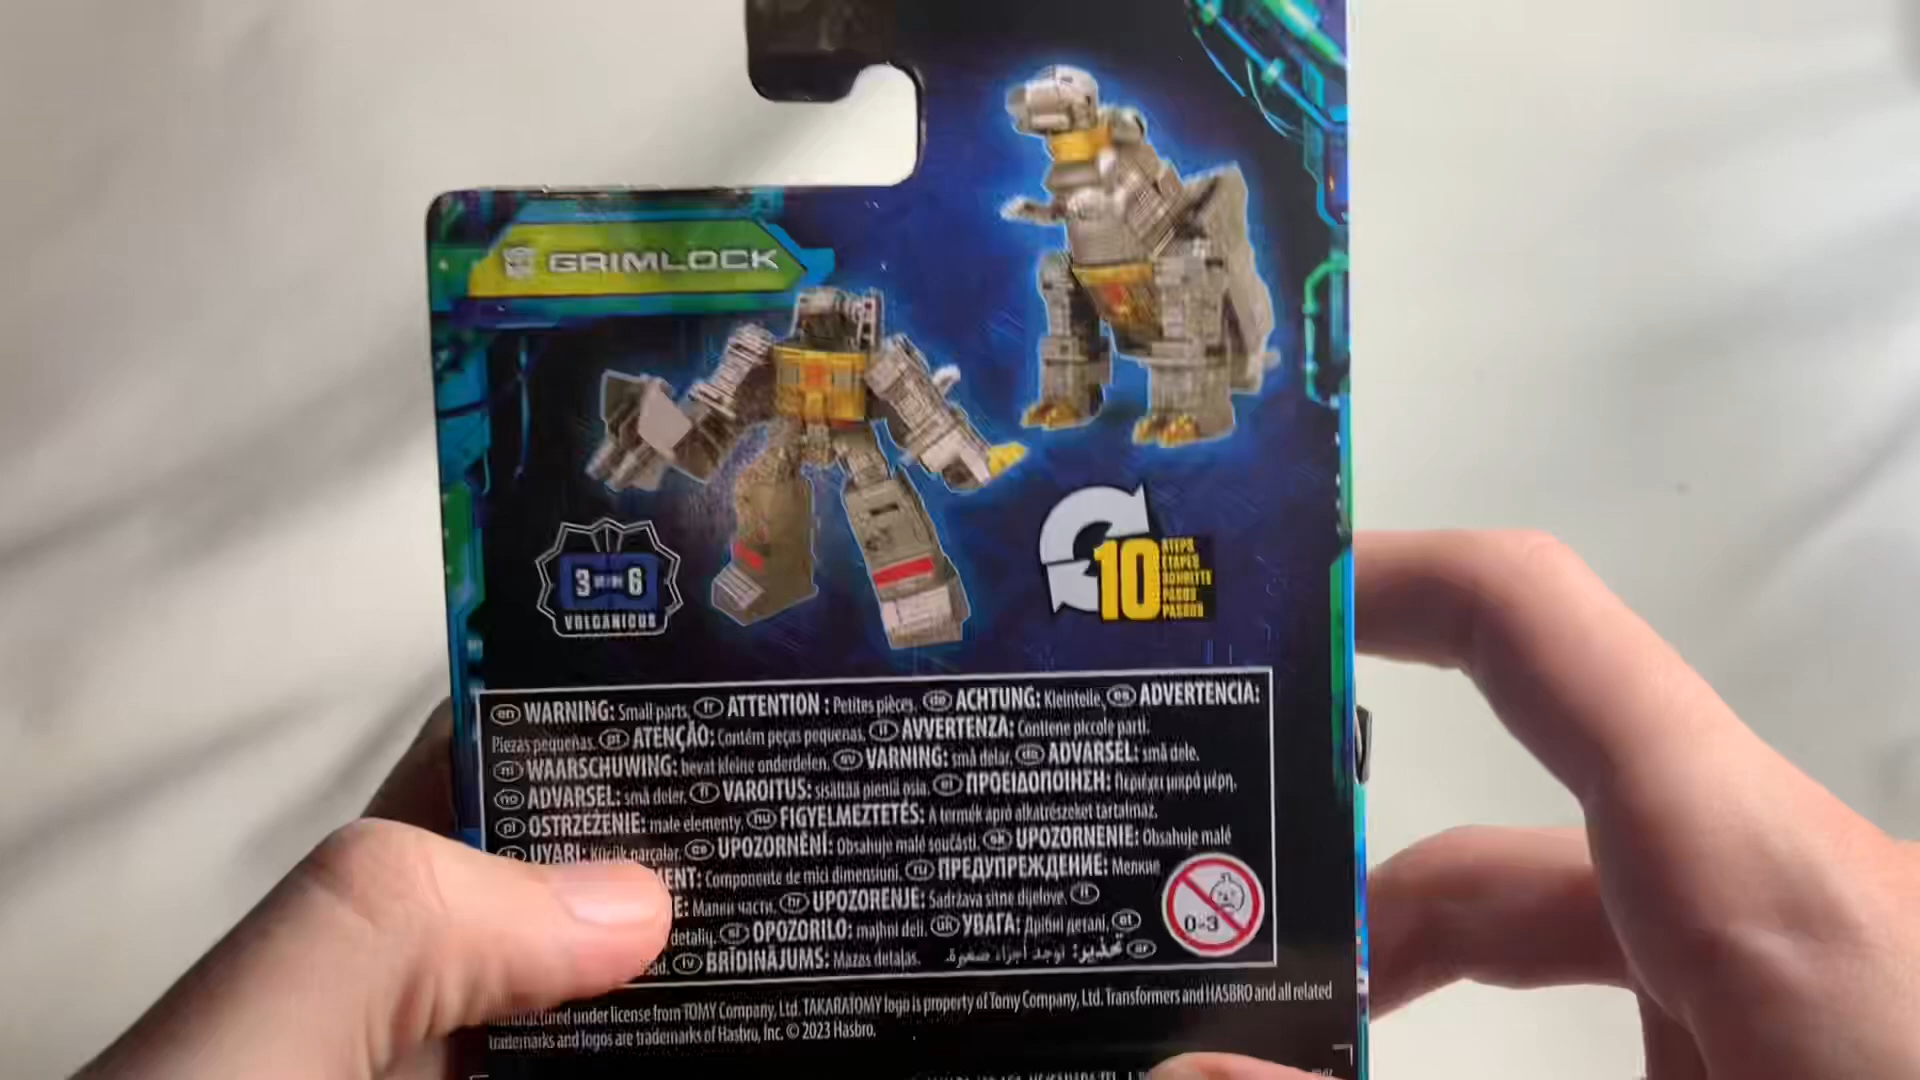 GRIMLOCK
10 STEPS
ÉTAPES
SCHRITTE
PASOS
PASSOS
3 6
VOLCANICUS
en WARNING: Small parts. fr ATTENTION : Petites pièces. de ACHTUNG: Kleinteile. es ADVERTENCIA:
Piezas pequeñas. pt ATENÇÃO: Contém peças pequenas. it AVVERTENZA: Contiene piccole parti.
nl WAARSCHUWING: bevat kleine onderdelen. sv VARNING: små delar. da ADVARSEL: små dele.
no ADVARSEL: små deler. fi VAROITUS: sisältää pieniä osia. el ΠΡΟΕΙΔΟΠΟΙΗΣΗ: Περιέχει μικρά μέρη.
pl OSTRZEŻENIE: małe elementy. hu FIGYELMEZTETÉS: A termék apró alkatrészeket tartalmaz.
tr UYARI: Küçük parçalar. cs UPOZORNĚNÍ: Obsahuje malé součásti. sk UPOZORNENIE: Obsahuje malé
MENT: Componente de mici dimensiuni. ru ПРЕДУПРЕЖДЕНИЕ: Мелкие
E: Малки части. hr UPOZORENJE: Sadržava sitne dijelove. lt
detalių. sl OPOZORILO: majhni deli. uk УВАГА: Дрібні деталі. et
lv BRĪDINĀJUMS: Mazas detaļas. تحذير: توجد أجزاء صغيرة. ar
0-3
under license from TOMY Company, Ltd. TAKARATOMY logo is property of Tomy Company, Ltd. Transformers and HASBRO and all related
trademarks and logos are trademarks of Hasbro, Inc. © 2023 Hasbro.